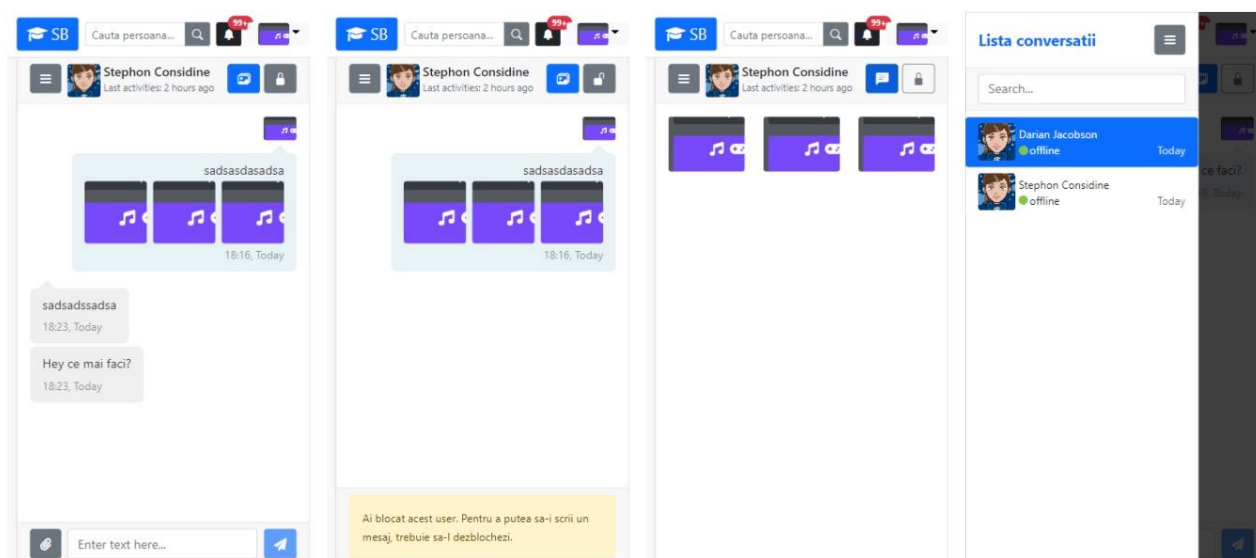 SB
Cauta persoana...
99+
Stephon Considine
Last activities: 2 hours ago
sadsasdasadsa
18:16, Today
sadsadssadsa
18:23, Today
Hey ce mai faci?
18:23, Today
Enter text here...
SB
Cauta persoana...
99+
Stephon Considine
Last activities: 2 hours ago
sadsasdasadsa
18:16, Today
Ai blocat acest user. Pentru a putea sa-i scrii un
mesaj, trebuie sa-l dezblochezi.
SB
Cauta persoana...
99+
Stephon Considine
Last activities: 2 hours ago
Lista conversatii
Search...
Darian Jacobson
offline
Today
Stephon Considine
offline
Today
ce faci?
6, Today